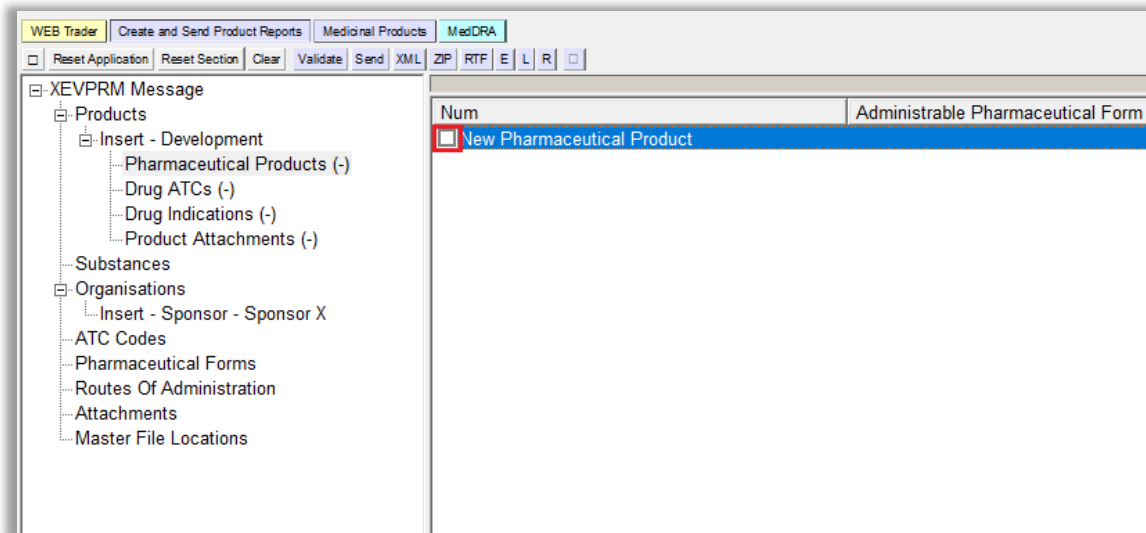 WEB Trader Create and Send Product Reports Medicinal Products MedDRA
Reset Application Reset Section Clear Validate Send XML ZIP RTF E L R
XEVPRM Message
Products
Insert - Development
Pharmaceutical Products (-)
Drug ATCs (-)
Drug Indications (-)
Product Attachments (-)
Substances
Organisations
Insert - Sponsor - Sponsor X
ATC Codes
Pharmaceutical Forms
Routes Of Administration
Attachments
Master File Locations
Num Administrable Pharmaceutical Form
New Pharmaceutical Product